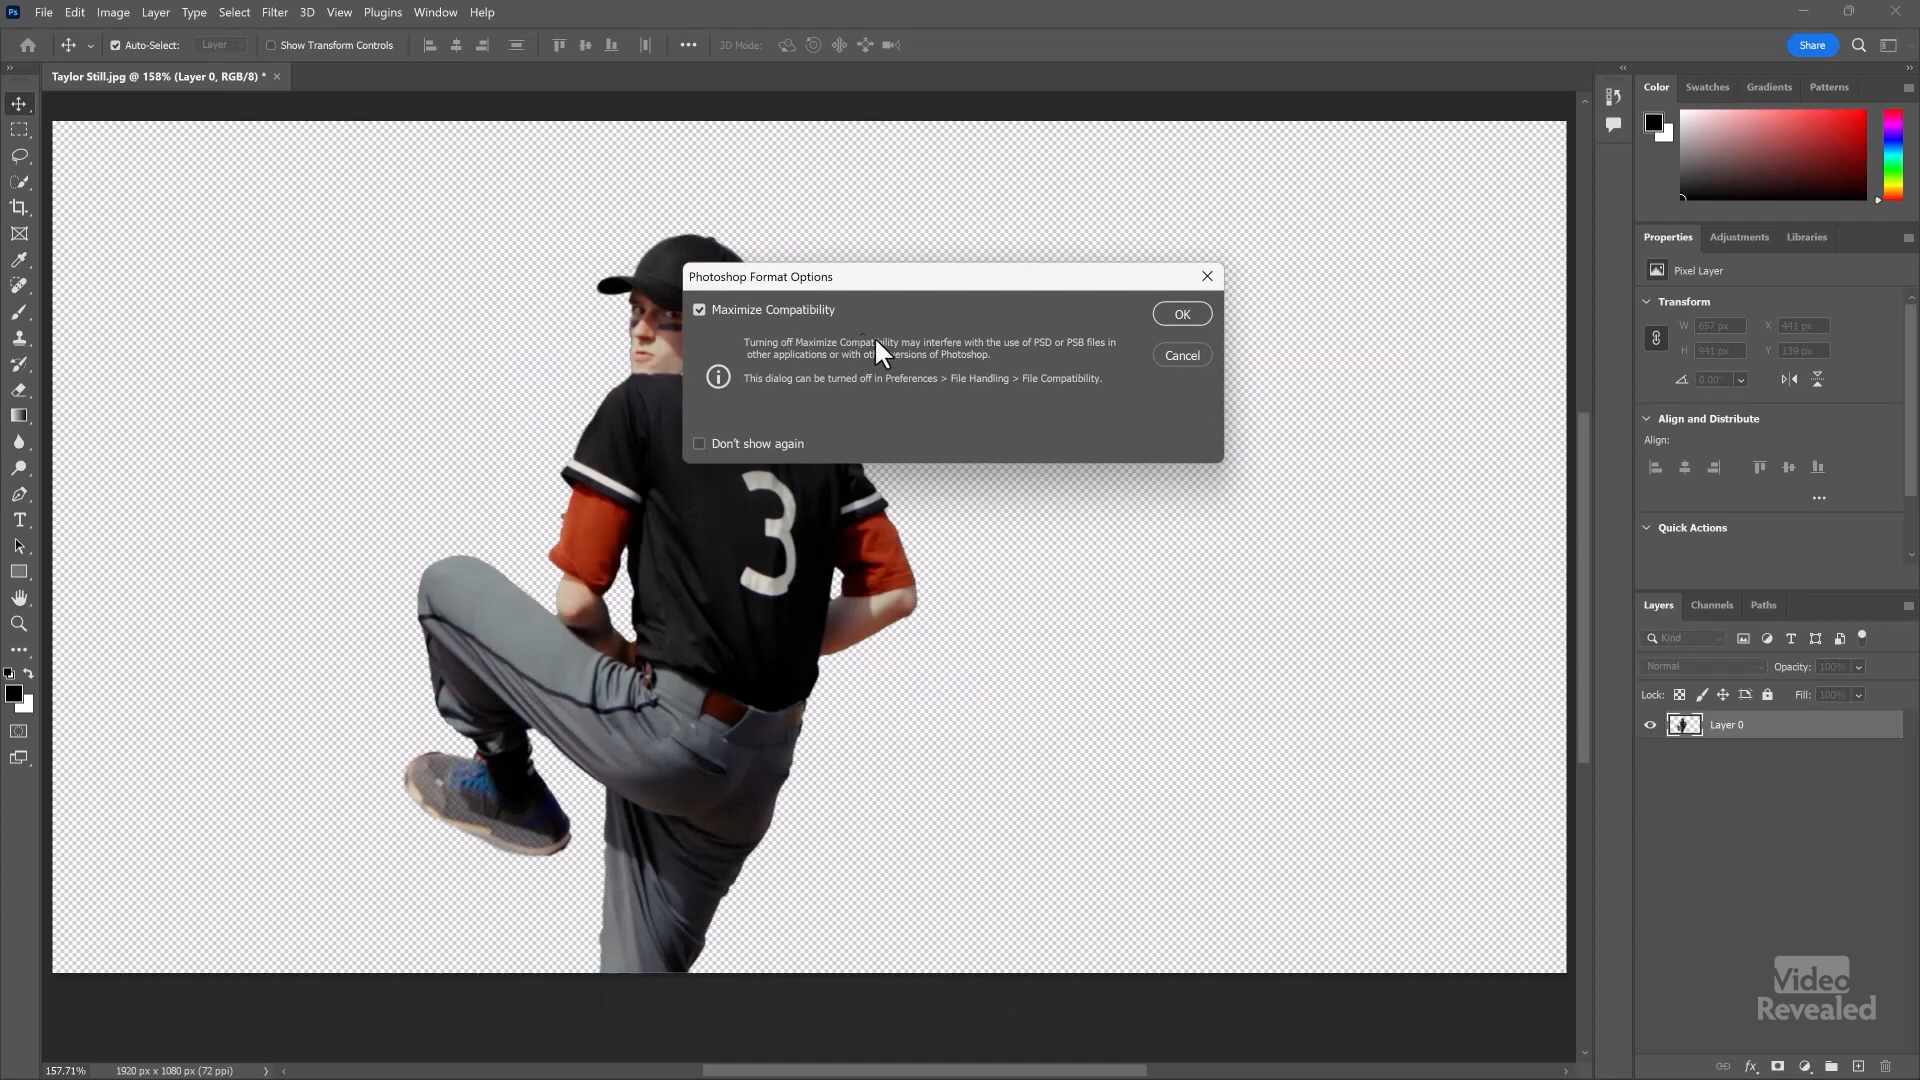 Ps File Edit Image Layer Type Select Filter 3D View Plugins Window Help
Auto-Select: Layer Show Transform Controls 3D Mode: Share
Taylor Still.jpg @ 158% (Layer 0, RGB/8) *
Color Swatches Gradients Patterns
Properties Adjustments Libraries
Pixel Layer
Transform
W 657 px X 441 px
H 941 px Y 139 px
0.00°
Align and Distribute
Align:
Quick Actions
Photoshop Format Options
Maximize Compatibility
OK
Turning off Maximize Compatibility may interfere with the use of PSD or PSB files in
other applications or with other versions of Photoshop.
Cancel
This dialog can be turned off in Preferences > File Handling > File Compatibility.
Don't show again
3
Layers Channels Paths
Kind
Normal Opacity: 100%
Lock: Fill: 100%
Layer 0
Video
Revealed
157.71% 1920 px x 1080 px (72 ppi)